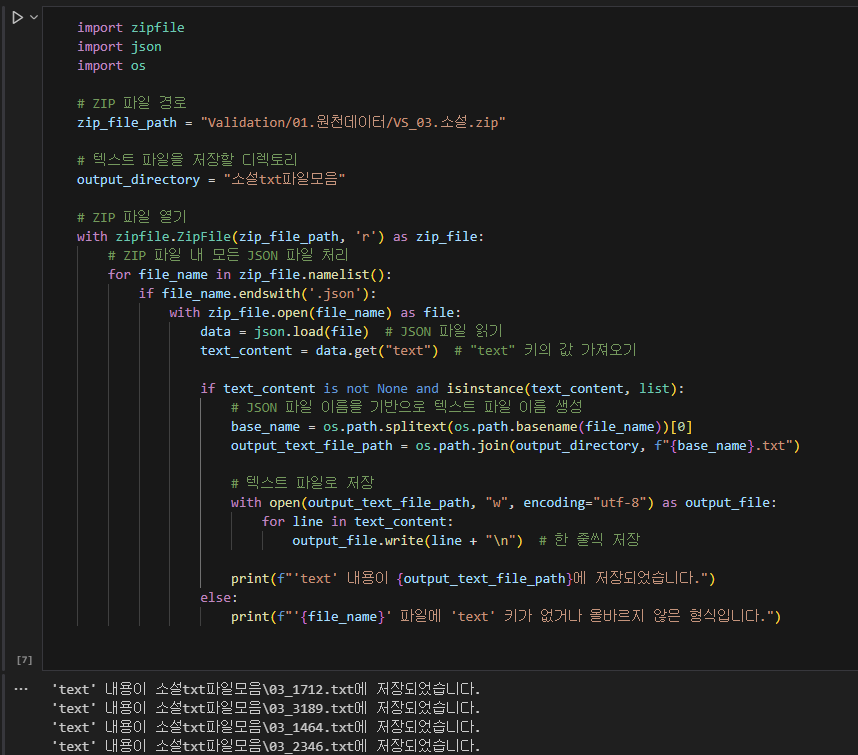 import zipfile
import json
import os
# ZIP 파일 경로
zip_file_path = "Validation/01.원천데이터/VS_03.소설.zip"
# 텍스트 파일을 저장할 디렉토리
output_directory = "소설txt파일모음"
# ZIP 파일 열기
with zipfile.ZipFile(zip_file_path, 'r') as zip_file:
# ZIP 파일 내 모든 JSON 파일 처리
for file_name in zip_file.namelist():
if file_name.endswith('.json'):
with zip_file.open(file_name) as file:
data = json.load(file)  # JSON 파일 읽기
text_content = data.get("text")  # "text" 키의 값 가져오기
if text_content is not None and isinstance(text_content, list):
# JSON 파일 이름을 기반으로 텍스트 파일 이름 생성
base_name = os.path.splitext(os.path.basename(file_name))[0]
output_text_file_path = os.path.join(output_directory, f"{base_name}.txt")
# 텍스트 파일로 저장
with open(output_text_file_path, "w", encoding="utf-8") as output_file:
for line in text_content:
output_file.write(line + "\n")  # 한 줄씩 저장
print(f"'text' 내용이 {output_text_file_path}에 저장되었습니다.")
else:
print(f"'{file_name}' 파일에 'text' 키가 없거나 올바르지 않은 형식입니다.")
[7]
... 'text' 내용이 소설txt파일모음\03_1712.txt에 저장되었습니다.
'text' 내용이 소설txt파일모음\03_3189.txt에 저장되었습니다.
'text' 내용이 소설txt파일모음\03_1464.txt에 저장되었습니다.
'text' 내용이 소설txt파일모음\03_2346.txt에 저장되었습니다.